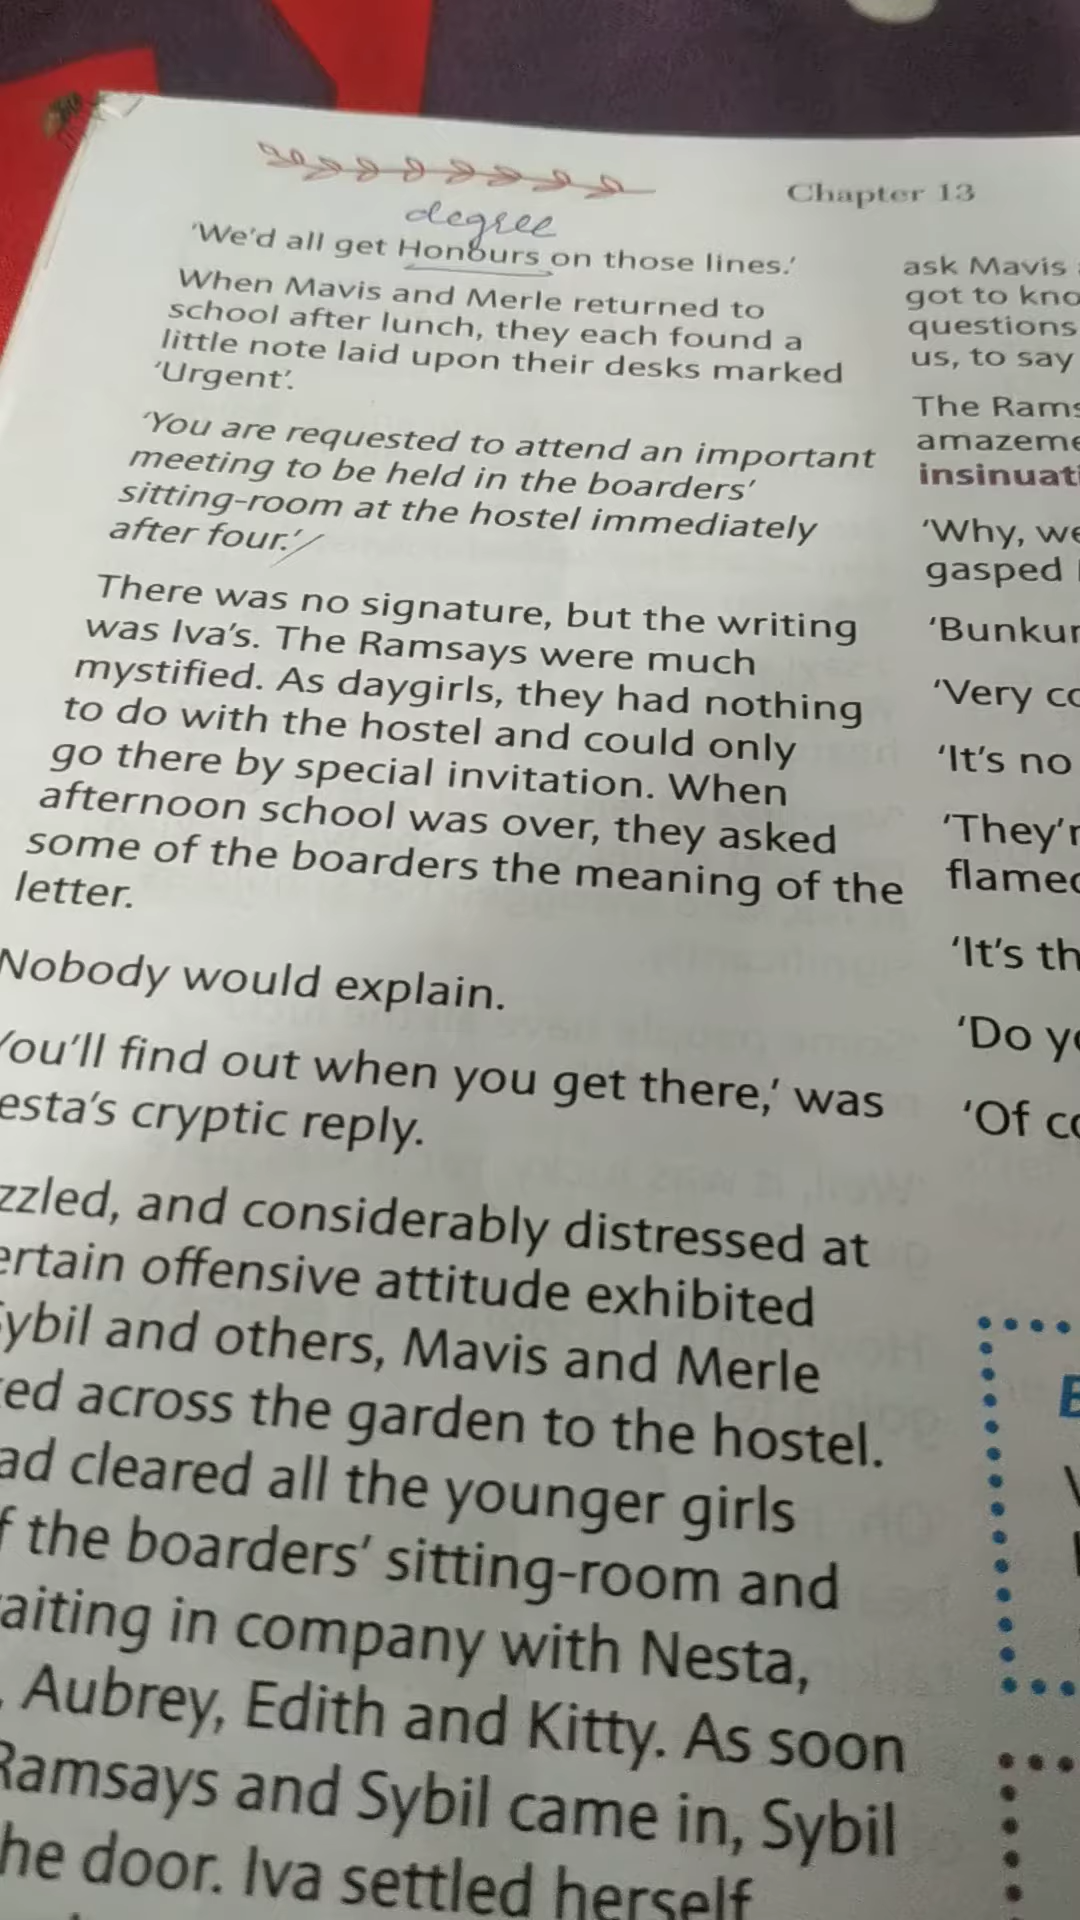 Chapter 13
degree
‘We’d all get Honours on those lines.’
When Mavis and Merle returned to
school after lunch, they each found a
little note laid upon their desks marked
‘Urgent’.
‘You are requested to attend an important
meeting to be held in the boarders’
sitting-room at the hostel immediately
after four.’
There was no signature, but the writing
was Iva’s. The Ramsays were much
mystified. As daygirls, they had nothing
to do with the hostel and could only
go there by special invitation. When
afternoon school was over, they asked
some of the boarders the meaning of the
letter.
Nobody would explain.
You’ll find out when you get there,’ was
esta’s cryptic reply.
zzled, and considerably distressed at
ertain offensive attitude exhibited
Sybil and others, Mavis and Merle
ed across the garden to the hostel.
ad cleared all the younger girls
f the boarders’ sitting-room and
aiting in company with Nesta,
, Aubrey, Edith and Kitty. As soon
Ramsays and Sybil came in, Sybil
he door. Iva settled herself
ask Mavis
got to kno
questions
us, to say
The Rams
amazeme
insinuati
‘Why, we
gasped
‘Bunkum
‘Very co
‘It’s no
‘They’r
flamed
‘It’s th
‘Do yo
‘Of co